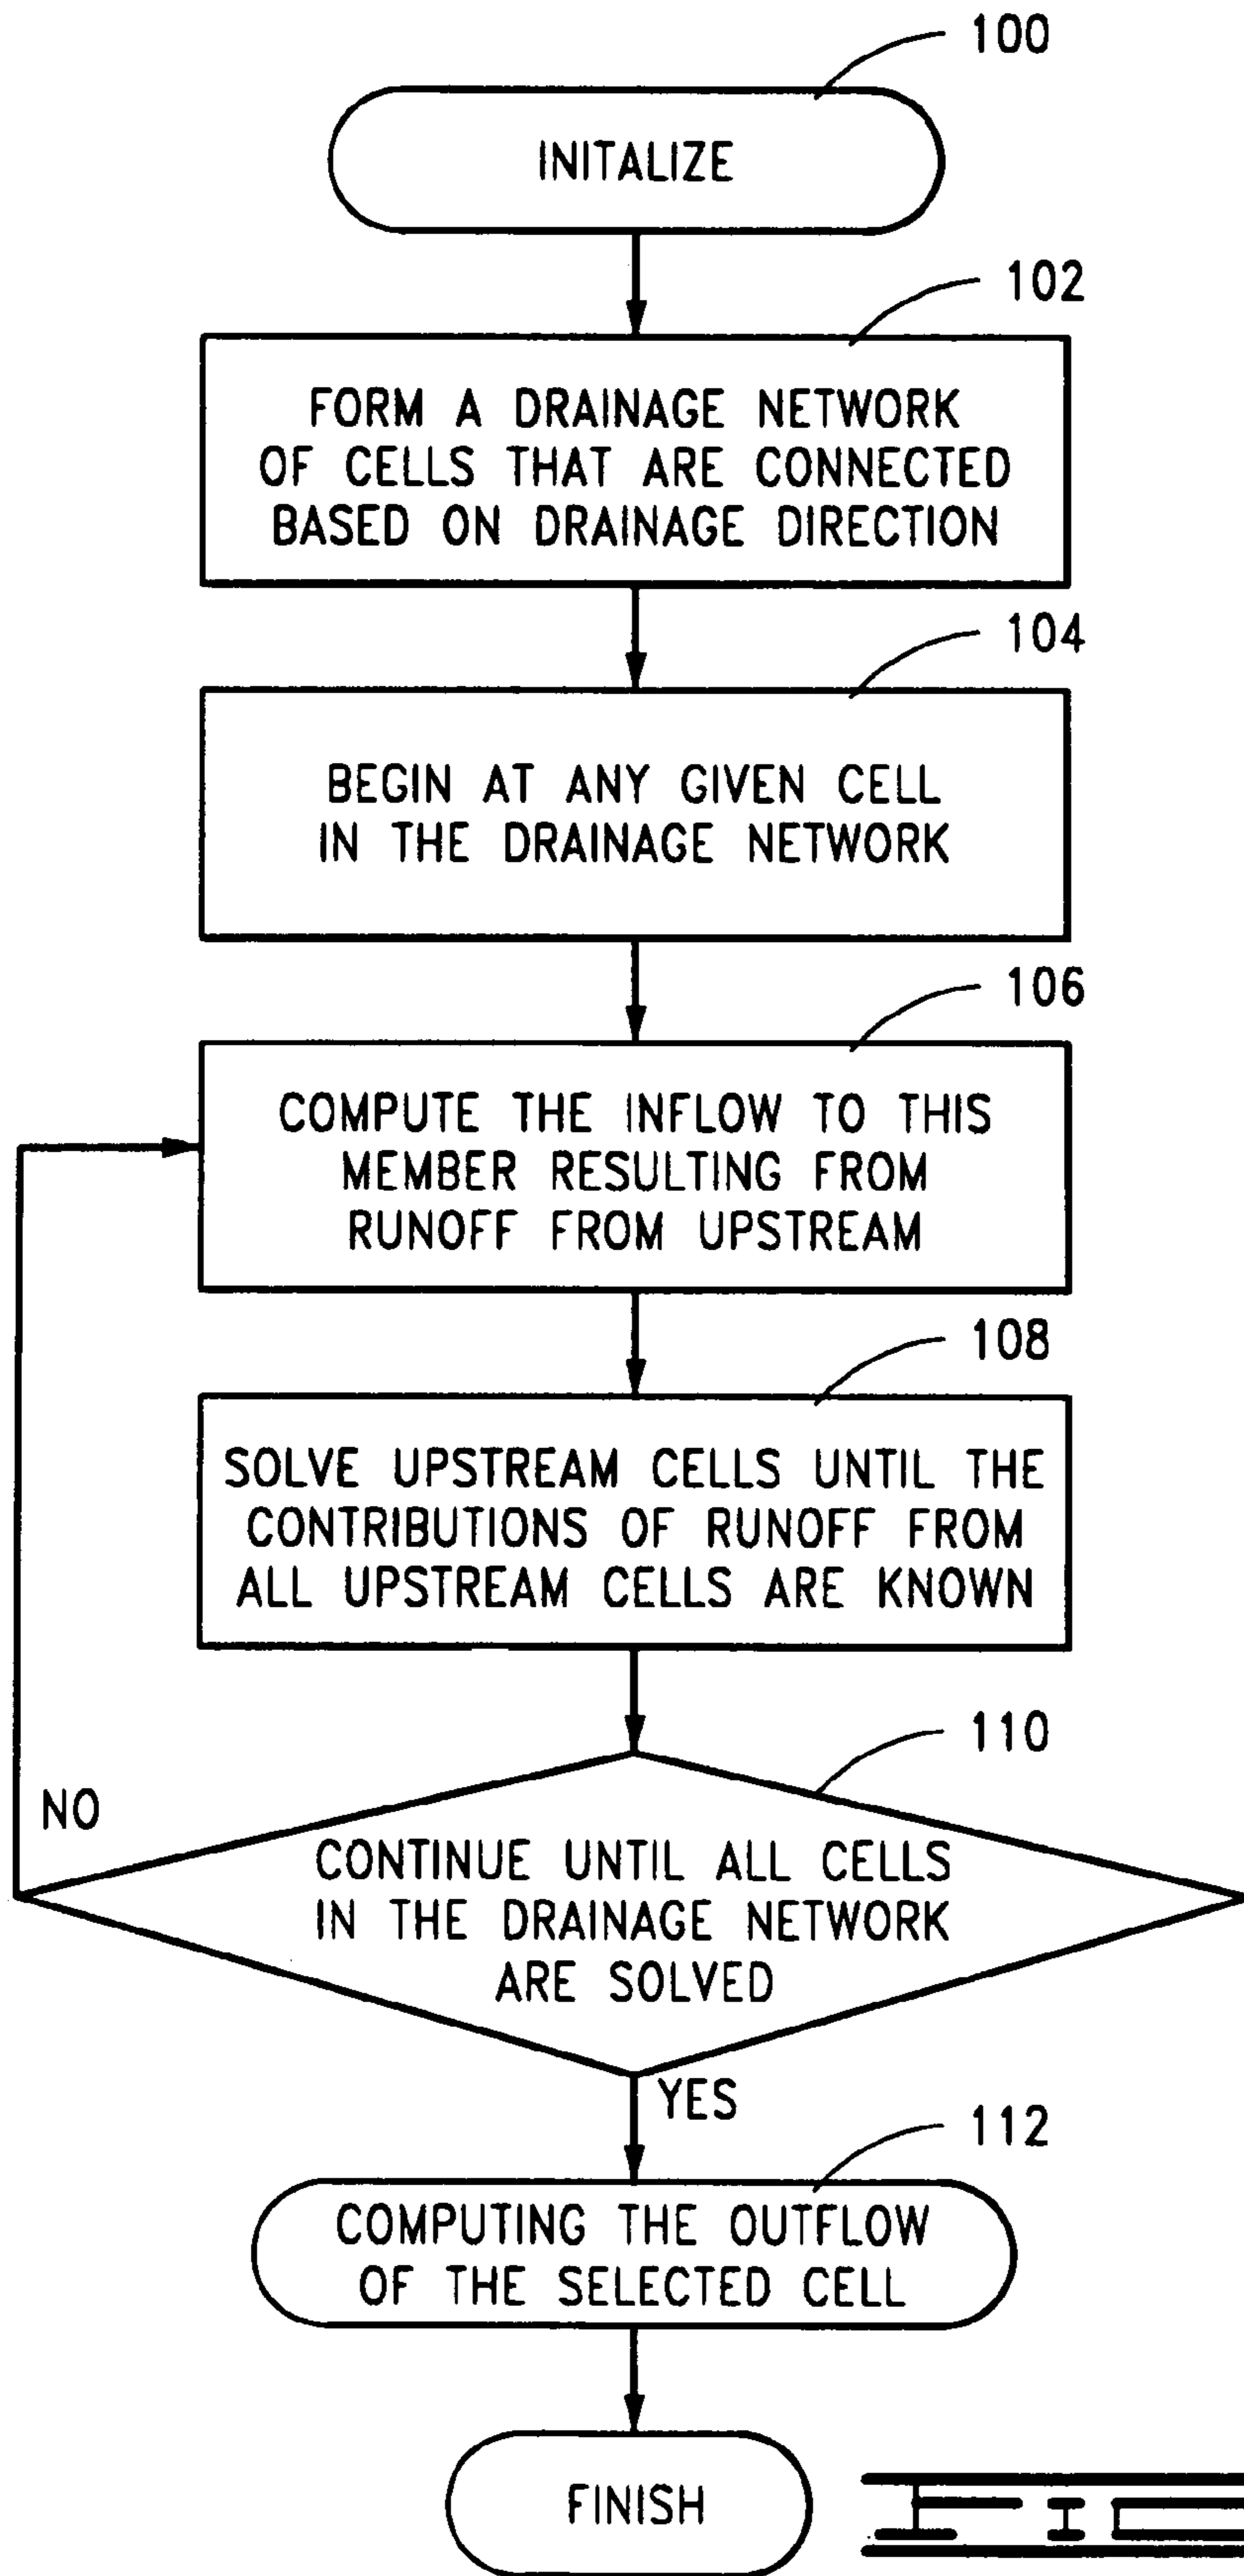 100
INITALIZE
102
FORM A DRAINAGE NETWORK
OF CELLS THAT ARE CONNECTED
BASED ON DRAINAGE DIRECTION
104
BEGIN AT ANY GIVEN CELL
IN THE DRAINAGE NETWORK
106
COMPUTE THE INFLOW TO THIS
MEMBER RESULTING FROM
RUNOFF FROM UPSTREAM
108
SOLVE UPSTREAM CELLS UNTIL THE
CONTRIBUTIONS OF RUNOFF FROM
ALL UPSTREAM CELLS ARE KNOWN
110
NO
CONTINUE UNTIL ALL CELLS
IN THE DRAINAGE NETWORK
ARE SOLVED
YES
112
COMPUTING THE OUTFLOW
OF THE SELECTED CELL
FINISH